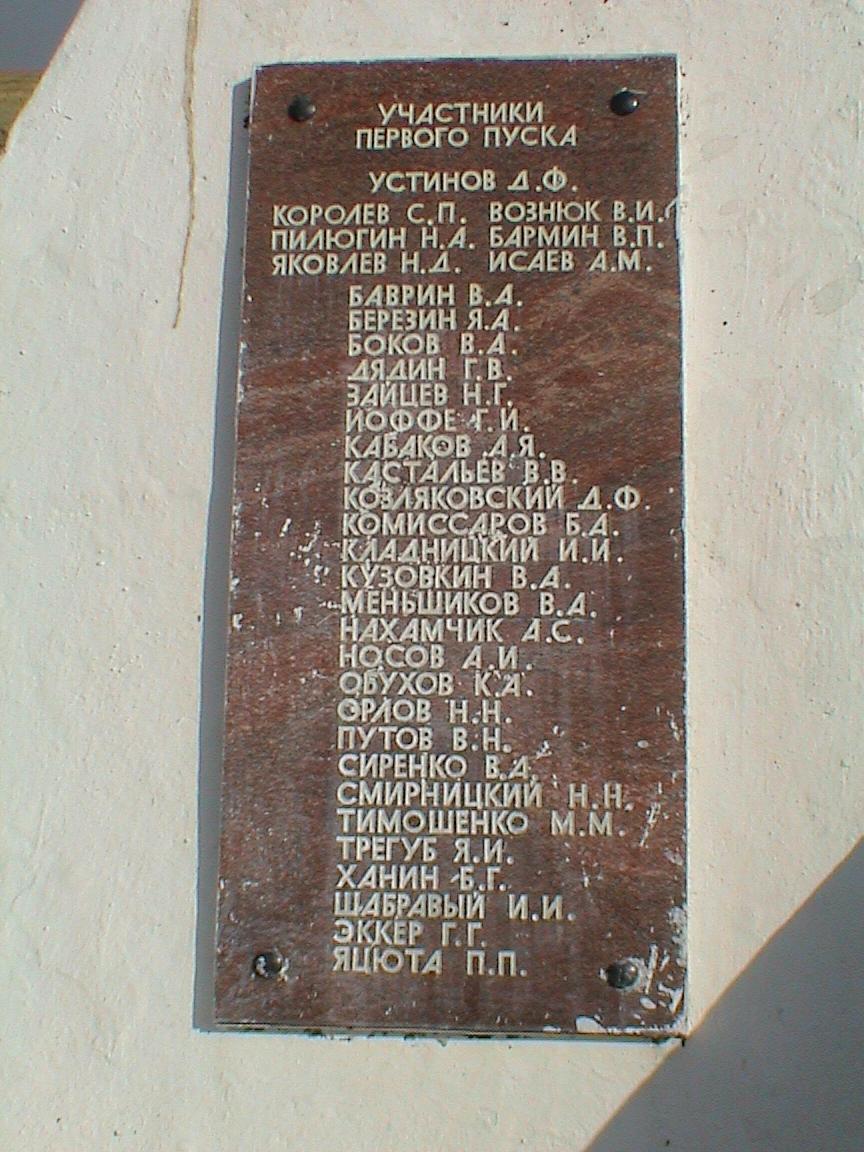 УЧАСТНИКИ
ПЕРВОГО ПУСКА
УСТИНОВ Д.Ф.
КОРОЛЕВ С.П. ВОЗНЮК В.И.
ПИЛЮГИН Н.А. БАРМИН В.П.
ЯКОВЛЕВ Н.Д. ИСАЕВ А.М.
БАВРИН В.А.
БЕРЕЗИН Я.А.
БОКОВ В.А.
ДЯДИН Г.В.
ЗАЙЦЕВ Н.Г.
ИОФФЕ Г.И.
КАБАКОВ А.Я.
КАСТАЛЬЕВ В.В.
КОЗЛЯКОВСКИЙ Д.Ф.
КОМИССАРОВ Б.А.
КЛАДНИЦКИЙ И.И.
КУЗОВКИН В.А.
МЕНЬШИКОВ В.А.
НАХАМЧИК А.С.
НОСОВ А.И.
ОБУХОВ К.А.
ОРЛОВ Н.Н.
ПУТОВ В.Н.
СИРЕНКО В.А.
СМИРНИЦКИЙ Н.Н.
ТИМОШЕНКО М.М.
ТРЕГУБ Я.И.
ХАНИН Б.Г.
ШАБРАВЫЙ И.И.
ЭККЕР Г.Г.
ЯЦЮТА П.П.